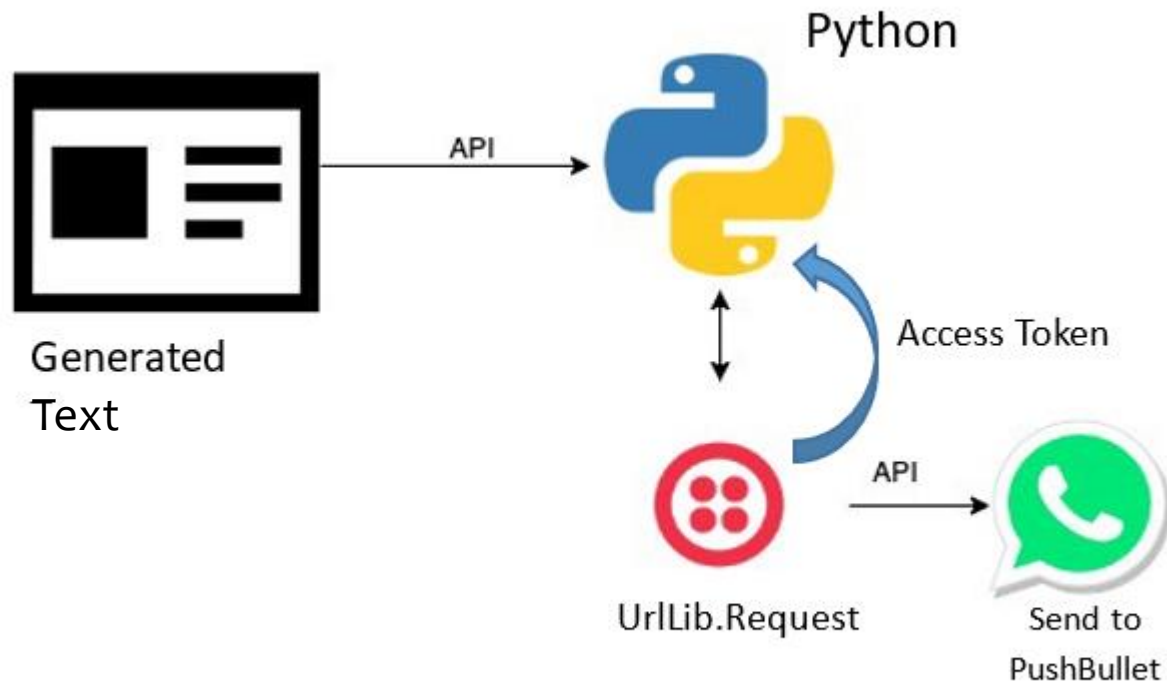 Python
API
Generated
Text
Access Token
API
UrlLib.Request
Send to
PushBullet